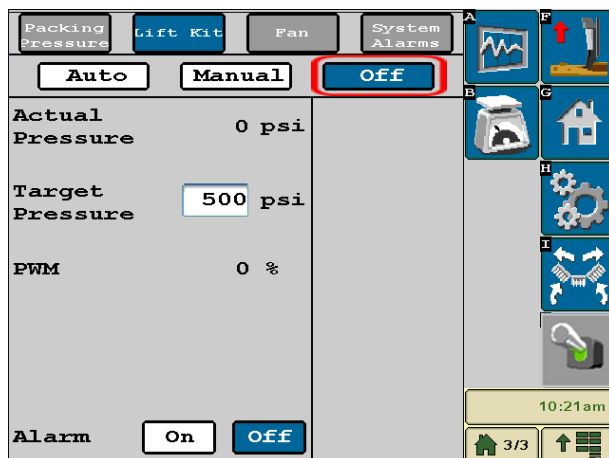 Packing Pressure
Lift Kit
Fan
System Alarms
Auto
Manual
Off
Actual Pressure
0 psi
Target Pressure
500 psi
PWM
0 %
Alarm
On
Off
A
F
B
G
H
I
10:21am
3/3